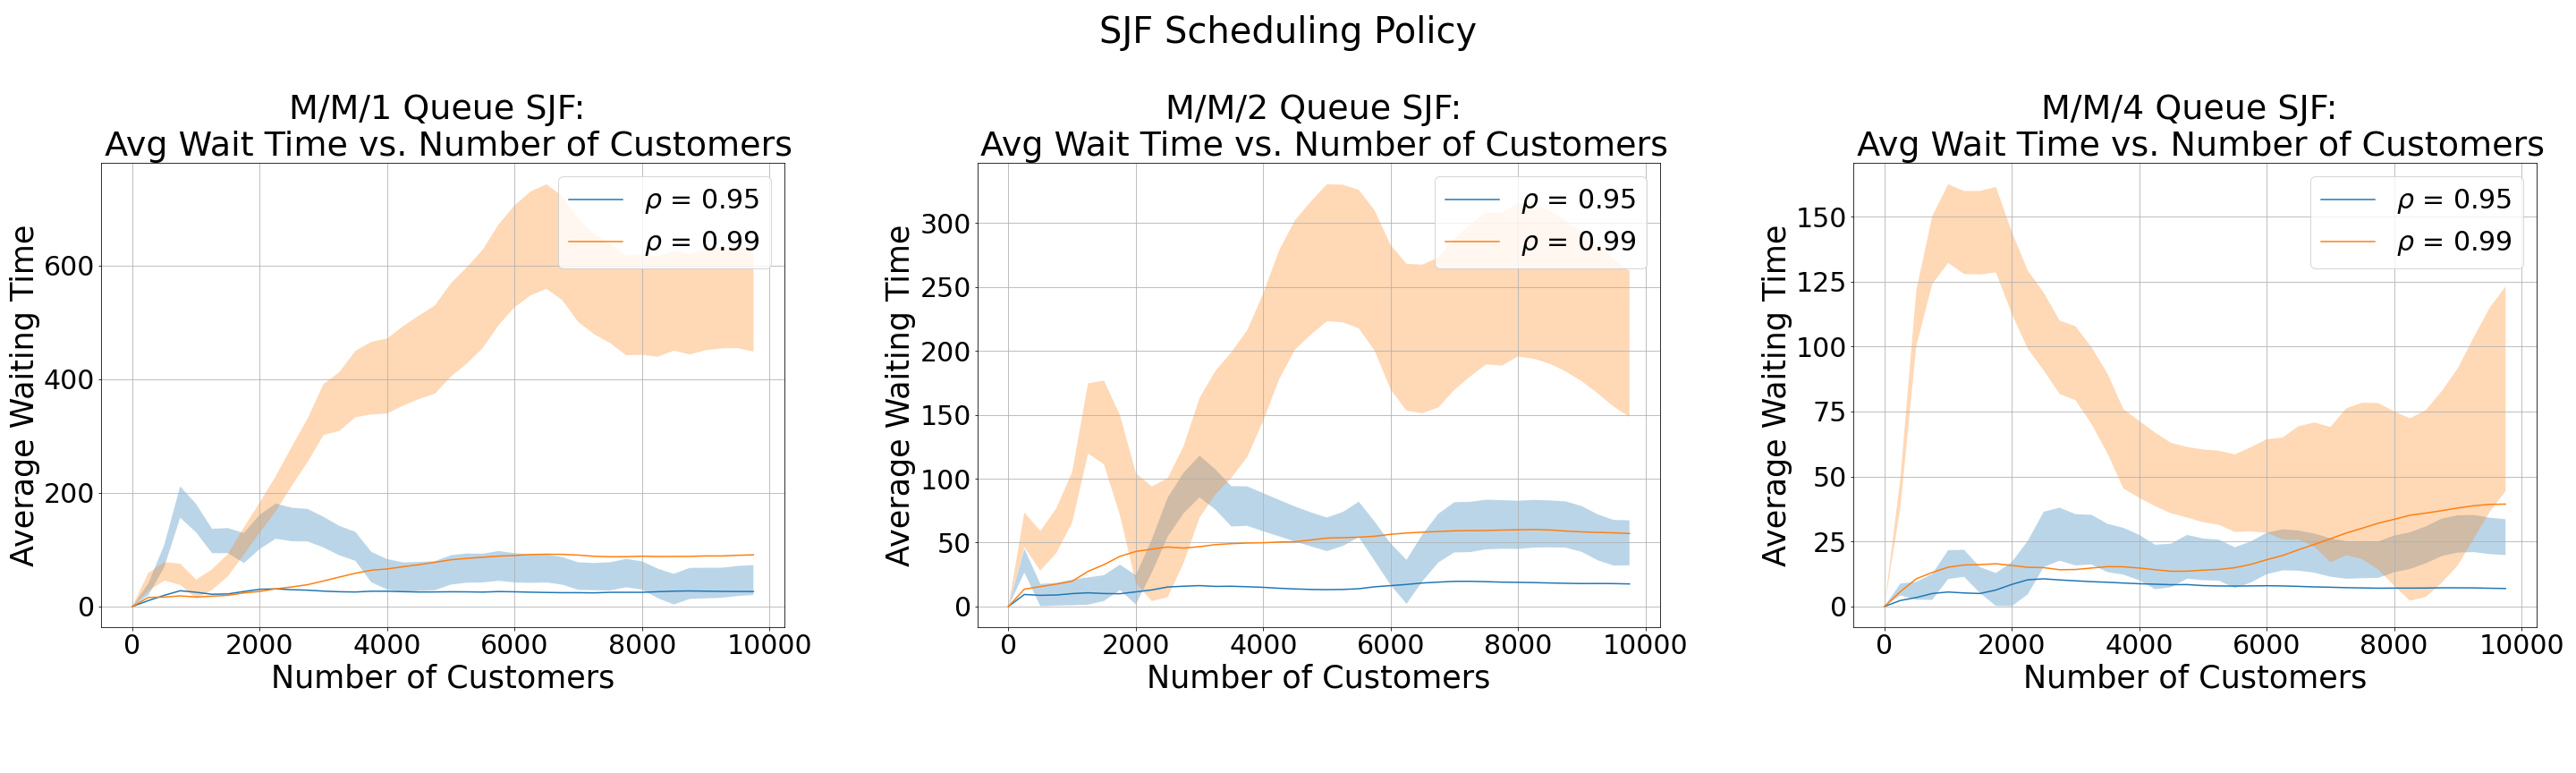 SJF Scheduling Policy
M/M/1 Queue SJF:
Avg Wait Time vs. Number of Customers
Average Waiting Time
600
400
200
0
ρ = 0.95
ρ = 0.99
0 2000 4000 6000 8000 10000
Number of Customers
M/M/2 Queue SJF:
Avg Wait Time vs. Number of Customers
Average Waiting Time
300
250
200
150
100
50
0
ρ = 0.95
ρ = 0.99
0 2000 4000 6000 8000 10000
Number of Customers
M/M/4 Queue SJF:
Avg Wait Time vs. Number of Customers
Average Waiting Time
150
125
100
75
50
25
0
ρ = 0.95
ρ = 0.99
0 2000 4000 6000 8000 10000
Number of Customers